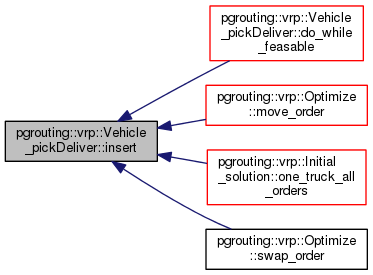 pgrouting::vrp::Vehicle
_pickDeliver::do_while
_feasable
pgrouting::vrp::Optimize
::move_order
pgrouting::vrp::Vehicle
_pickDeliver::insert
pgrouting::vrp::Initial
_solution::one_truck_all
_orders
pgrouting::vrp::Optimize
::swap_order